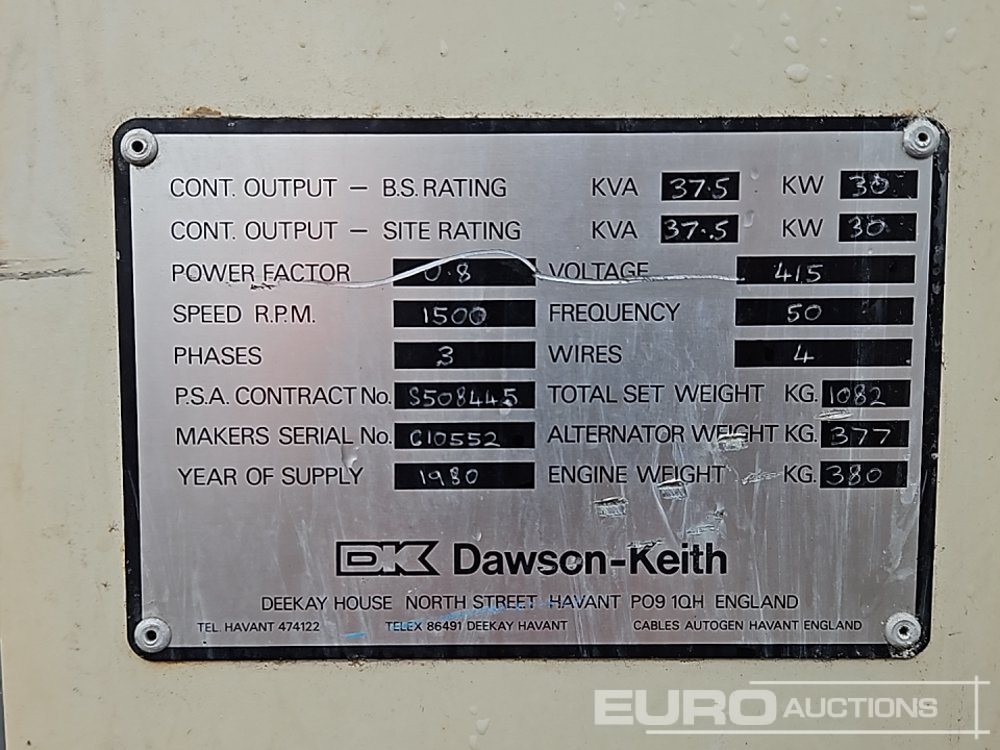 CONT. OUTPUT — B.S. RATING KVA 37.5 KW 30
CONT. OUTPUT — SITE RATING KVA 37.5 KW 30
POWER FACTOR 0.8 VOLTAGE 415
SPEED R.P.M. 1500 FREQUENCY 50
PHASES 3 WIRES 4
P.S.A. CONTRACT No. S508445 TOTAL SET WEIGHT KG. 1082
MAKERS SERIAL No. C10552 ALTERNATOR WEIGHT KG. 377
YEAR OF SUPPLY 1980 ENGINE WEIGHT KG. 380
DK Dawson-Keith
DEEKAY HOUSE NORTH STREET HAVANT PO9 1QH ENGLAND
TEL. HAVANT 474122 TELEX 86491 DEEKAY HAVANT CABLES AUTOGEN HAVANT ENGLAND
EURO AUCTIONS